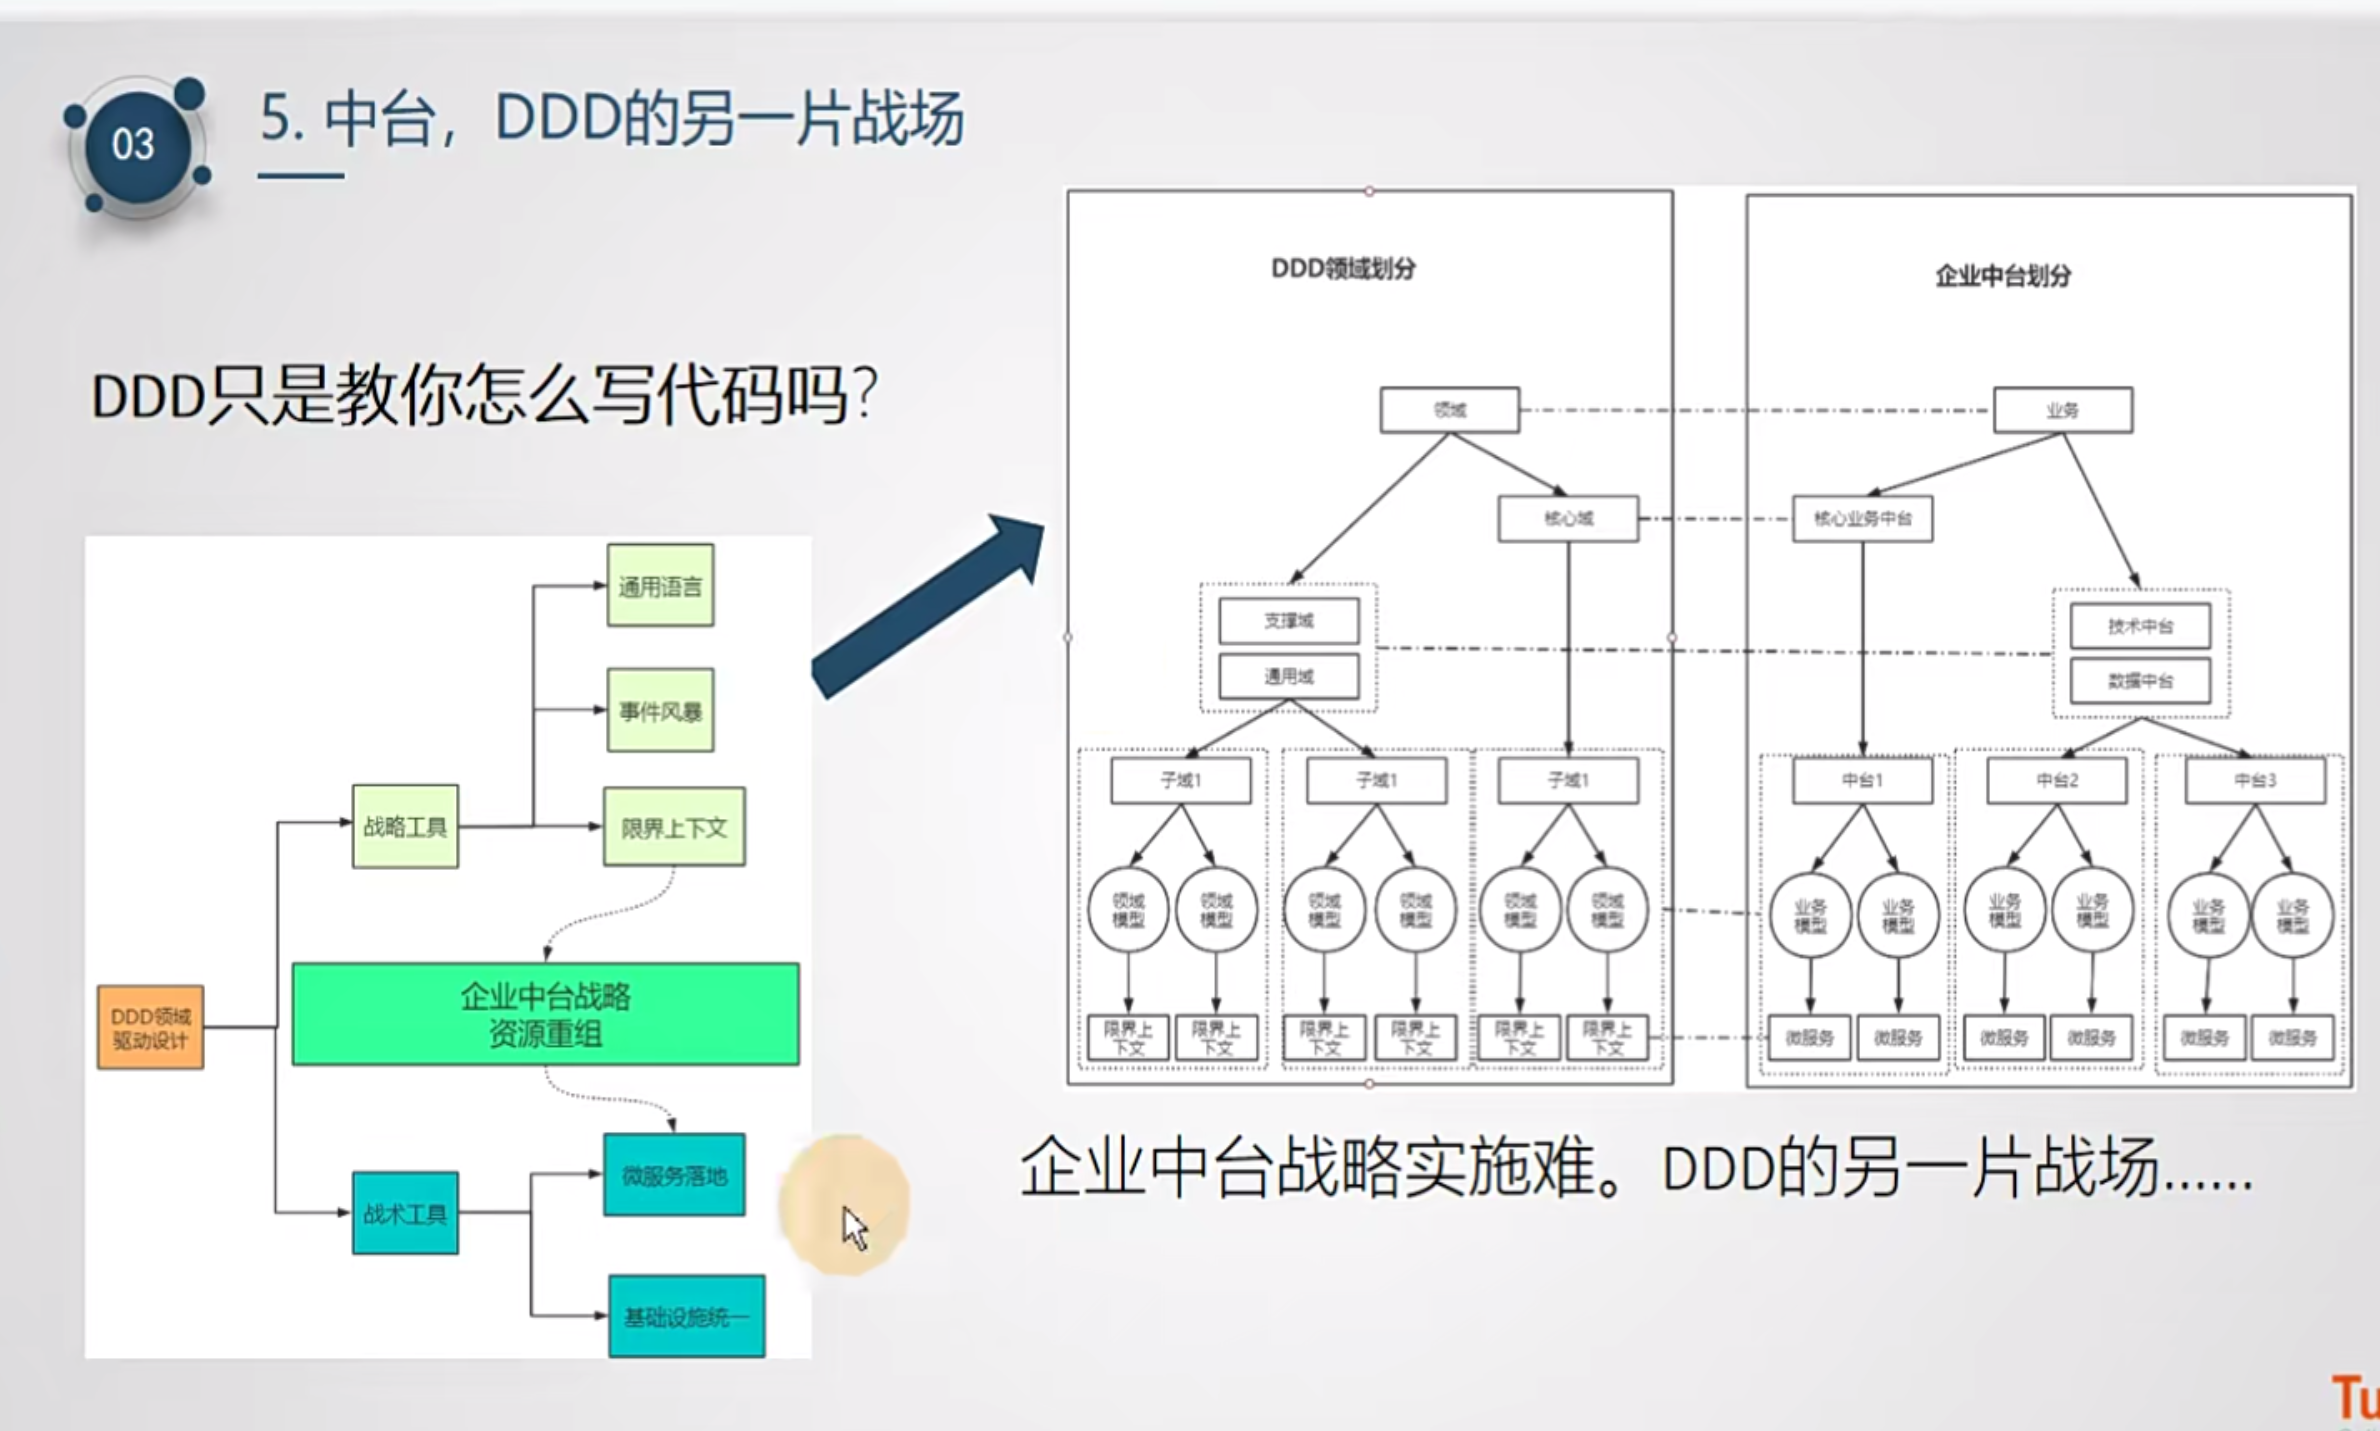 03
5. 中台，DDD的另一片战场
DDD只是教你怎么写代码吗？
通用语言
事件风暴
战略工具
限界上下文
企业中台战略
资源重组
DDD领域
驱动设计
微服务落地
战术工具
基础设施统一
DDD领域划分
领域
核心域
支撑域
通用域
子域1
子域1
子域1
领域
模型
领域
模型
领域
模型
领域
模型
领域
模型
领域
模型
限界上
下文
限界上
下文
限界上
下文
限界上
下文
限界上
下文
限界上
下文
企业中台划分
业务
核心业务中台
技术中台
数据中台
中台1
中台2
中台3
业务
模型
业务
模型
业务
模型
业务
模型
业务
模型
业务
模型
微服务
微服务
微服务
微服务
微服务
微服务
企业中台战略实施难。DDD的另一片战场......
Tu